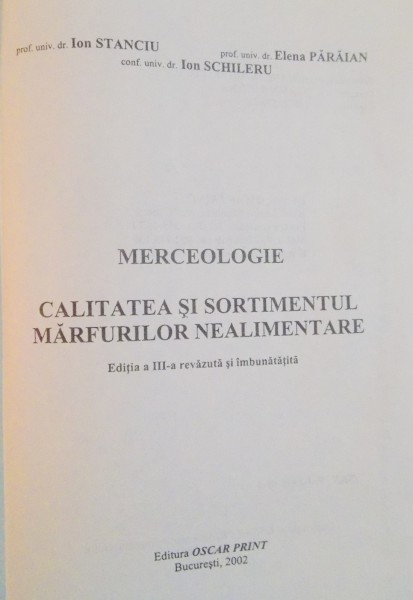 prof. univ. dr. Ion STANCIU
prof. univ. dr. Elena PĂRĂIAN
conf. univ. dr. Ion SCHILERU
MERCEOLOGIE
CALITATEA ŞI SORTIMENTUL
MĂRFURILOR NEALIMENTARE
Ediţia a III-a revăzută şi îmbunătăţită
Editura OSCAR PRINT
Bucureşti, 2002